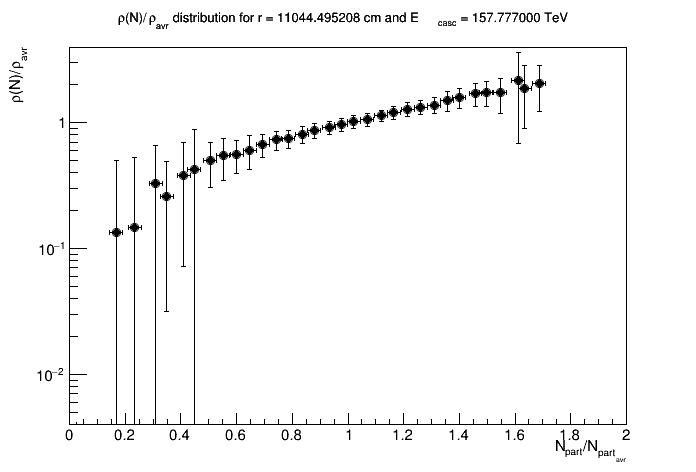 ρ(N)/ρavr distribution for r = 11044.495208 cm and E casc = 157.777000 TeV
ρ(N)/ρavr
1
10−1
10−2
0 0.2 0.4 0.6 0.8 1 1.2 1.4 1.6 1.8 2
Npart/Npartavr